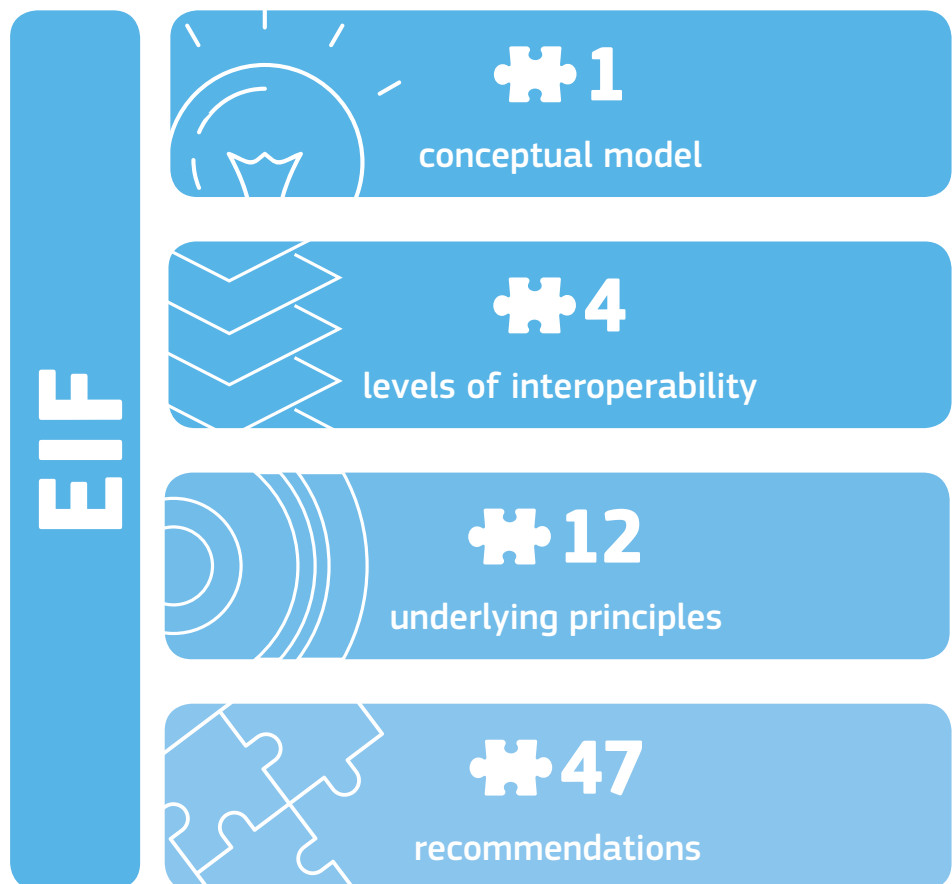 EIF
1
conceptual model
4
levels of interoperability
12
underlying principles
47
recommendations